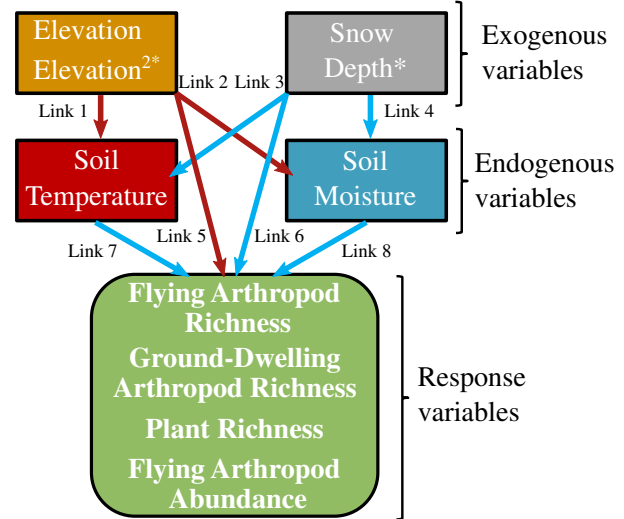 Elevation
Elevation²*
Snow
Depth*
Exogenous
variables
Link 1
Link 2
Link 3
Link 4
Soil
Temperature
Soil
Moisture
Endogenous
variables
Link 7
Link 5
Link 6
Link 8
Flying Arthropod
Richness
Ground-Dwelling
Arthropod Richness
Plant Richness
Flying Arthropod
Abundance
Response
variables